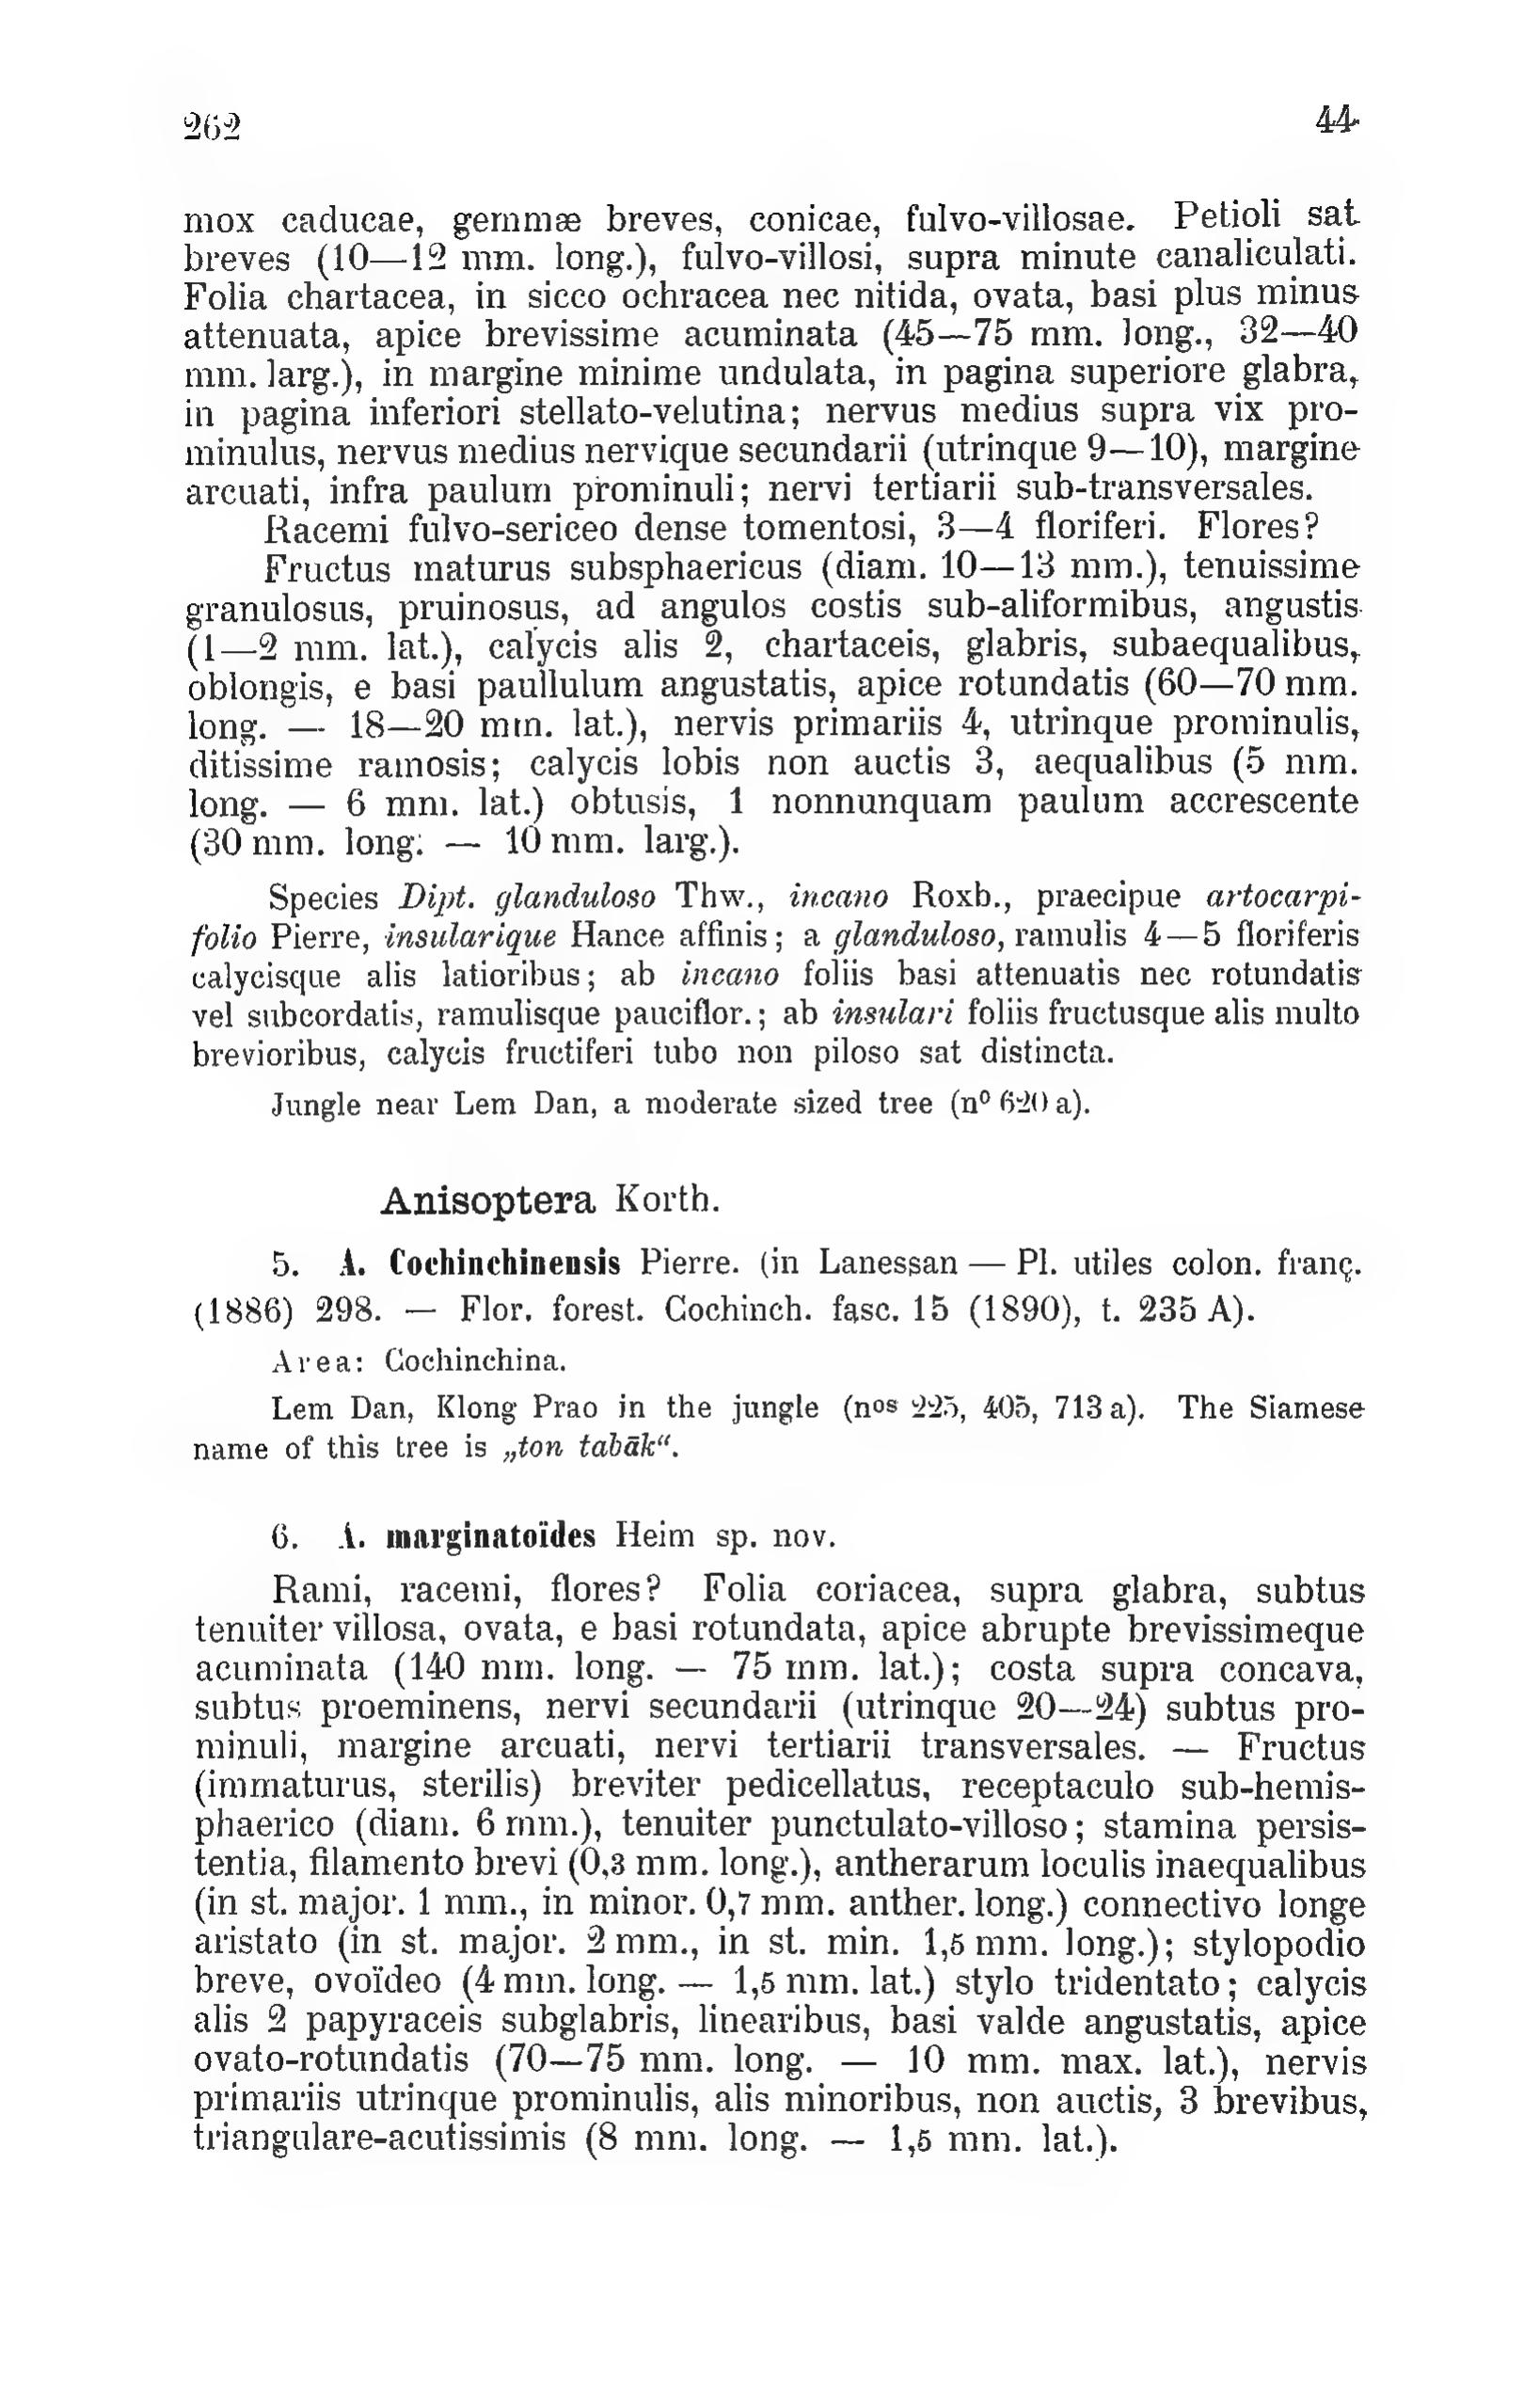 262 44
mox caducae, gemmæ breves, conicae, fulvo-villosae. Petioli sat
breves (10—12 mm. long.), fulvo-villosi, supra minute canaliculati.
Folia chartacea, in sicco ochracea nec nitida, ovata, basi plus minus
attenuata, apice brevissime acuminata (45—75 mm. long., 32—40
mm. larg.), in margine minime undulata, in pagina superiore glabra,
in pagina inferiori stellato-velutina; nervus medius supra vix pro-
minulus, nervus medius nervique secundarii (utrinque 9—10), margine
arcuati, infra paulum prominuli; nervi tertiarii sub-transversales.
Racemi fulvo-sericeo dense tomentosi, 3—4 floriferi. Flores?
Fructus maturus subsphaericus (diam. 10—13 mm.), tenuissime
granulosus, pruinosus, ad angulos costis sub-aliformibus, angustis
(1—2 mm. lat.), calycis alis 2, chartaceis, glabris, subaequalibus,
oblongis, e basi paullulum angustatis, apice rotundatis (60—70 mm.
long. — 18—20 mm. lat.), nervis primariis 4, utrinque prominulis,
ditissime ramosis; calycis lobis non auctis 3, aequalibus (5 mm.
long. — 6 mm. lat.) obtusis, 1 nonnunquam paulum accrescente
(30 mm. long. — 10 mm. larg.).
Species Dipt. glanduloso Thw., incano Roxb., praecipue artocarpi-
folio Pierre, insularique Hance affinis; a glanduloso, ramulis 4—5 floriferis
calycisque alis latioribus; ab incano foliis basi attenuatis nec rotundatis
vel subcordatis, ramulisque pauciflor.; ab insulari foliis fructusque alis multo
brevioribus, calycis fructiferi tubo non piloso sat distincta.
Jungle near Lem Dan, a moderate sized tree (nº 620 a).
Anisoptera Korth.
5. A. Cochinchinensis Pierre. (in Lanessan — Pl. utiles colon. franç.
(1886) 298. — Flor. forest. Cochinch. fasc. 15 (1890), t. 235 A).
Area: Cochinchina.
Lem Dan, Klong Prao in the jungle (nos 225, 405, 713 a). The Siamese
name of this tree is „ton tabāk“.
6. A. marginatoïdes Heim sp. nov.
Rami, racemi, flores? Folia coriacea, supra glabra, subtus
tenuiter villosa, ovata, e basi rotundata, apice abrupte brevissimeque
acuminata (140 mm. long. — 75 mm. lat.); costa supra concava,
subtus proeminens, nervi secundarii (utrinque 20—24) subtus pro-
minuli, margine arcuati, nervi tertiarii transversales. — Fructus
(immaturus, sterilis) breviter pedicellatus, receptaculo sub-hemis-
phaerico (diam. 6 mm.), tenuiter punctulato-villoso; stamina persis-
tentia, filamento brevi (0,3 mm. long.), antherarum loculis inaequalibus
(in st. major. 1 mm., in minor. 0,7 mm. anther. long.) connectivo longe
aristato (in st. major. 2 mm., in st. min. 1,5 mm. long.); stylopodio
breve, ovoïdeo (4 mm. long. — 1,5 mm. lat.) stylo tridentato; calycis
alis 2 papyraceis subglabris, linearibus, basi valde angustatis, apice
ovato-rotundatis (70—75 mm. long. — 10 mm. max. lat.), nervis
primariis utrinque prominulis, alis minoribus, non auctis, 3 brevibus,
triangulare-acutissimis (8 mm. long. — 1,5 mm. lat.).